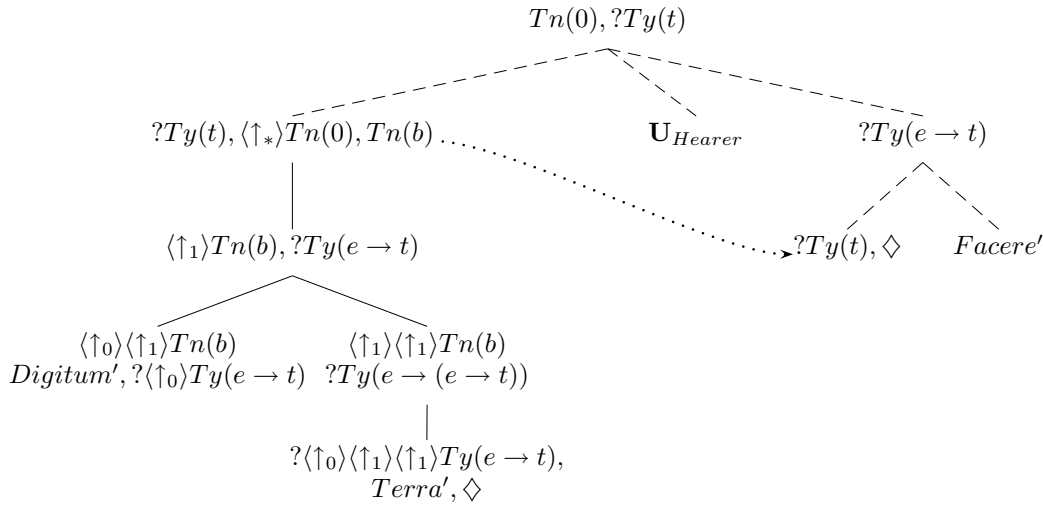 Tn(0), ?Ty(t)
?Ty(t), ⟨↑∗⟩Tn(0), Tn(b)
U_Hearer
?Ty(e → t)
⟨↑₁⟩Tn(b), ?Ty(e → t)
?Ty(t), ◇
Facere′
⟨↑₀⟩⟨↑₁⟩Tn(b)
Digitum′, ?⟨↑₀⟩Ty(e → t)
⟨↑₁⟩⟨↑₁⟩Tn(b)
?Ty(e → (e → t))
?⟨↑₀⟩⟨↑₁⟩⟨↑₁⟩Ty(e → t),
Terra′, ◇